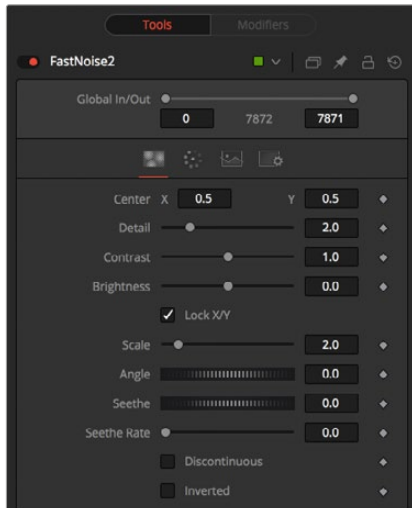 Tools Modifiers
FastNoise2
Global In/Out
0 7872 7871
Center X 0.5 Y 0.5
Detail 2.0
Contrast 1.0
Brightness 0.0
Lock X/Y
Scale 2.0
Angle 0.0
Seethe 0.0
Seethe Rate 0.0
Discontinuous
Inverted